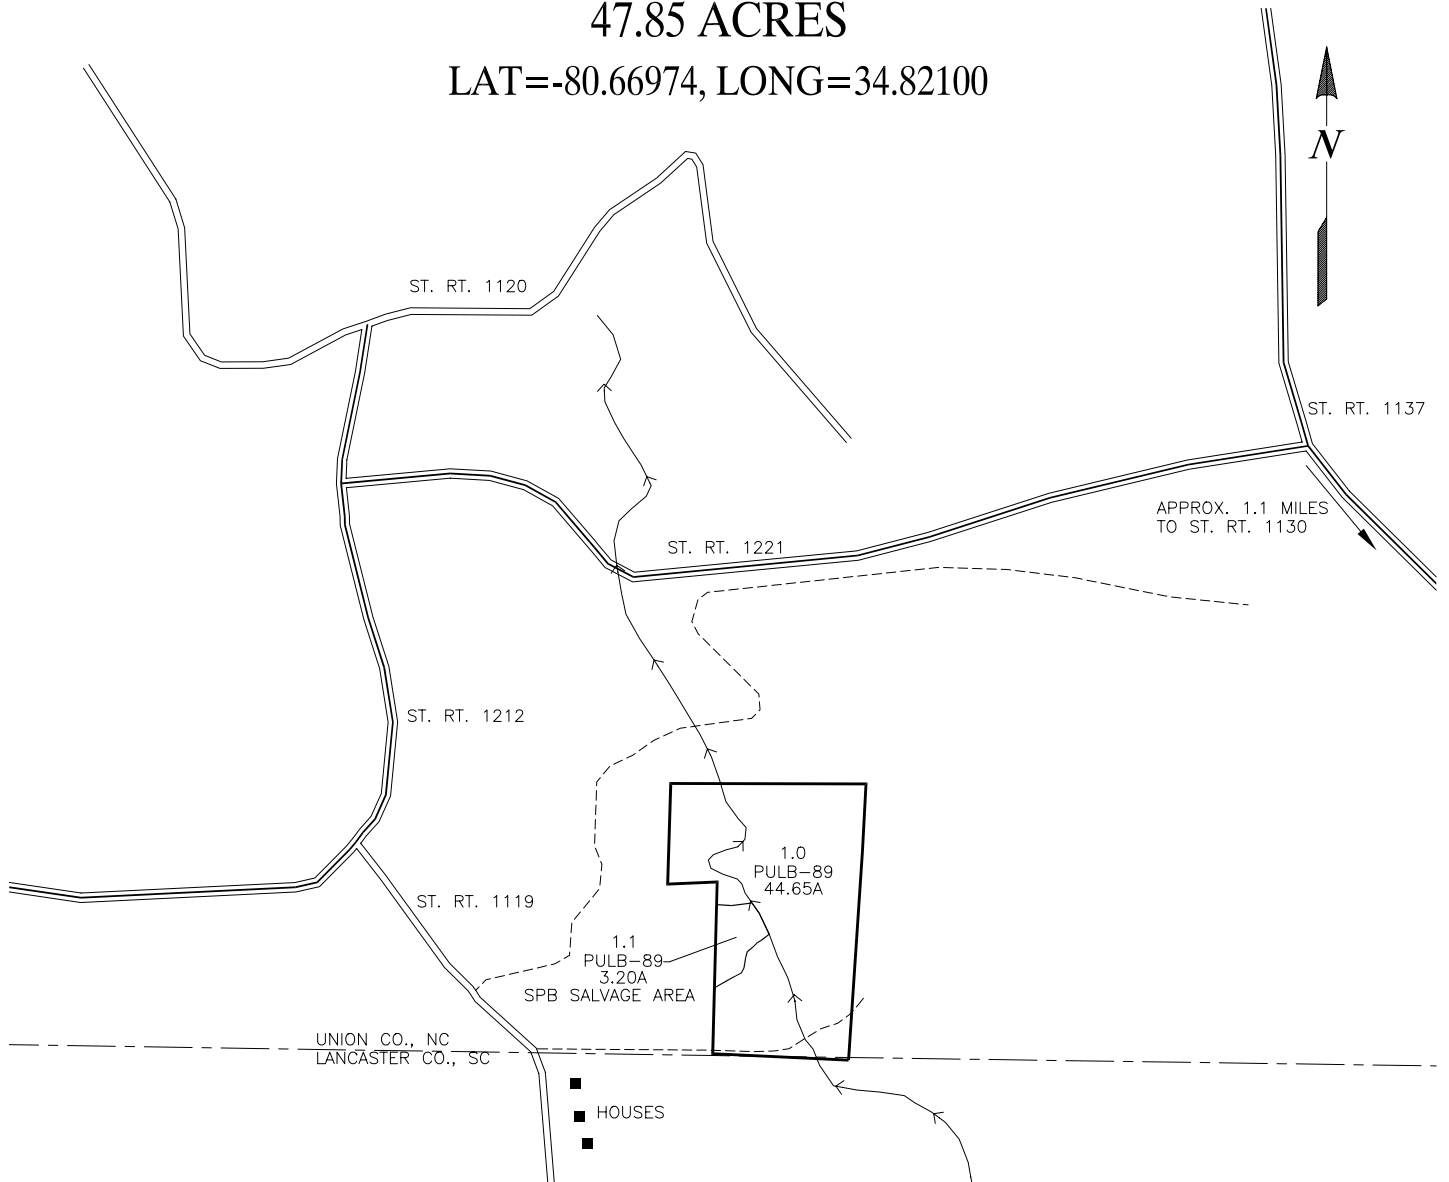 47.85 ACRES
LAT=-80.66974, LONG=34.82100
N
ST. RT. 1120
ST. RT. 1137
APPROX. 1.1 MILES
TO ST. RT. 1130
ST. RT. 1221
ST. RT. 1212
1.0
PULB-89
44.65A
ST. RT. 1119
1.1
PULB-89
3.20A
SPB SALVAGE AREA
UNION CO., NC
LANCASTER CO., SC
HOUSES